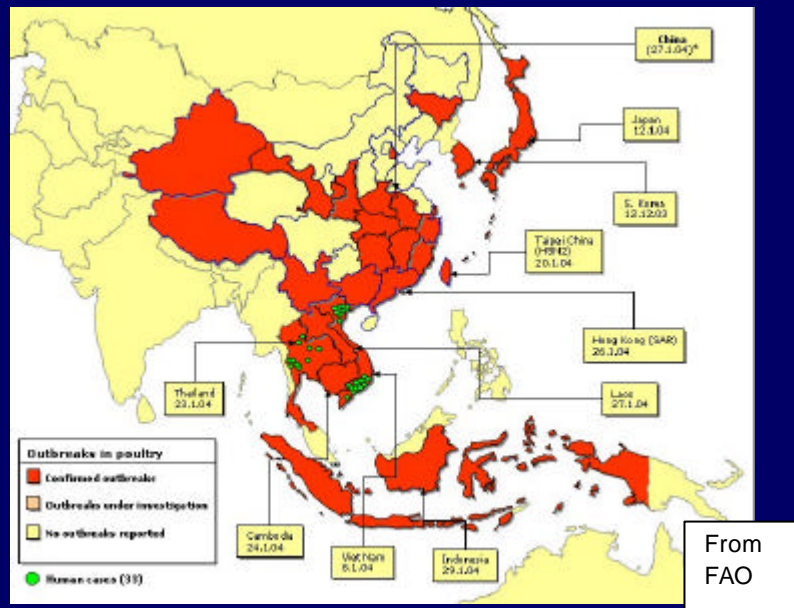 China
(27.1.04)*
Japan
12.1.04
S. Korea
12.12.03
Taipei China
(H5N2)
20.1.04
Hong Kong (SAR)
26.1.04
Thailand
23.1.04
Laos
27.1.04
Outbreaks in poultry
Confirmed outbreaks
Outbreaks under investigation
No outbreaks reported
Human cases (33)
Cambodia
24.1.04
Viet Nam
6.1.04
Indonesia
29.1.04
From
FAO